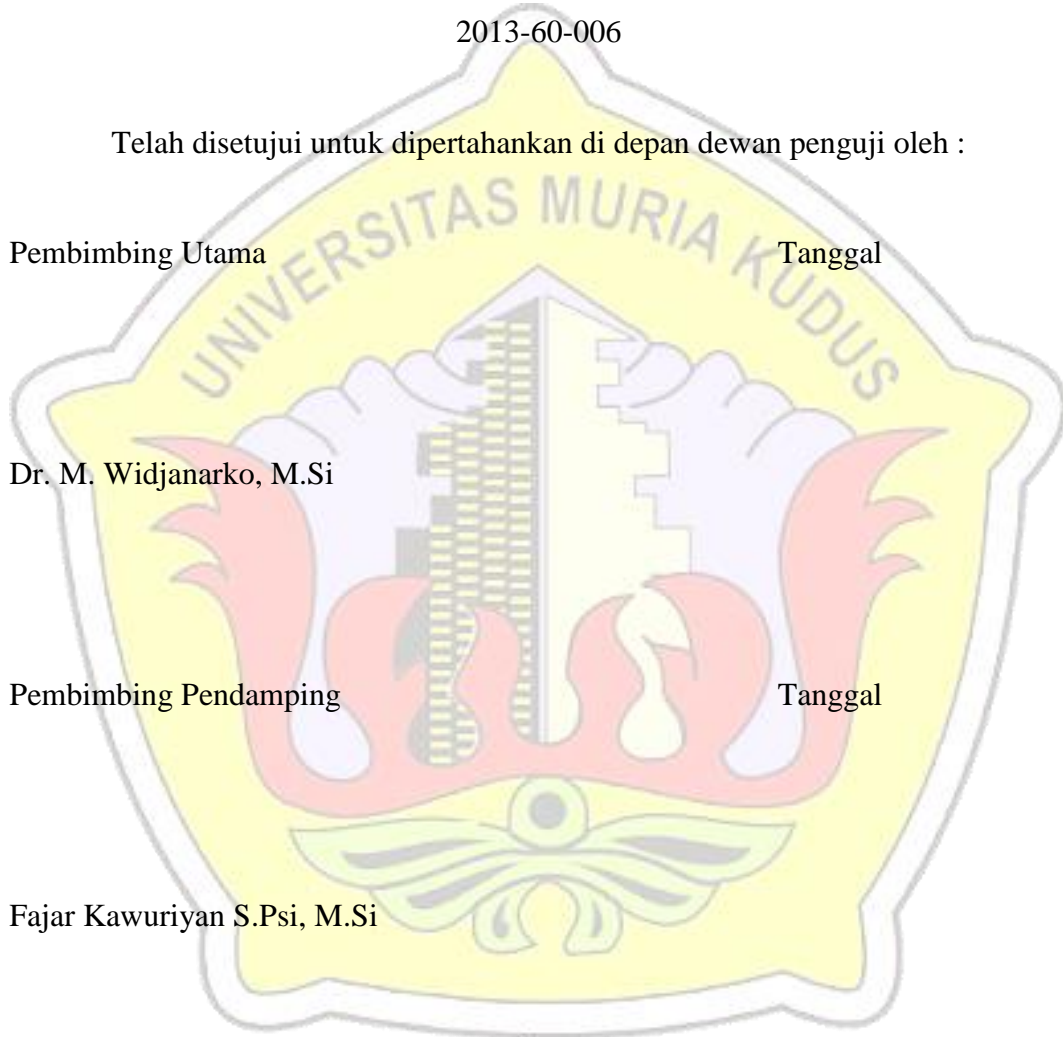 2013-60-006
Telah disetujui untuk dipertahankan di depan dewan penguji oleh :
UNIVERSITAS MURIA KUDUS
Pembimbing Utama Tanggal
Dr. M. Widjanarko, M.Si
Pembimbing Pendamping Tanggal
Fajar Kawuriyan S.Psi, M.Si